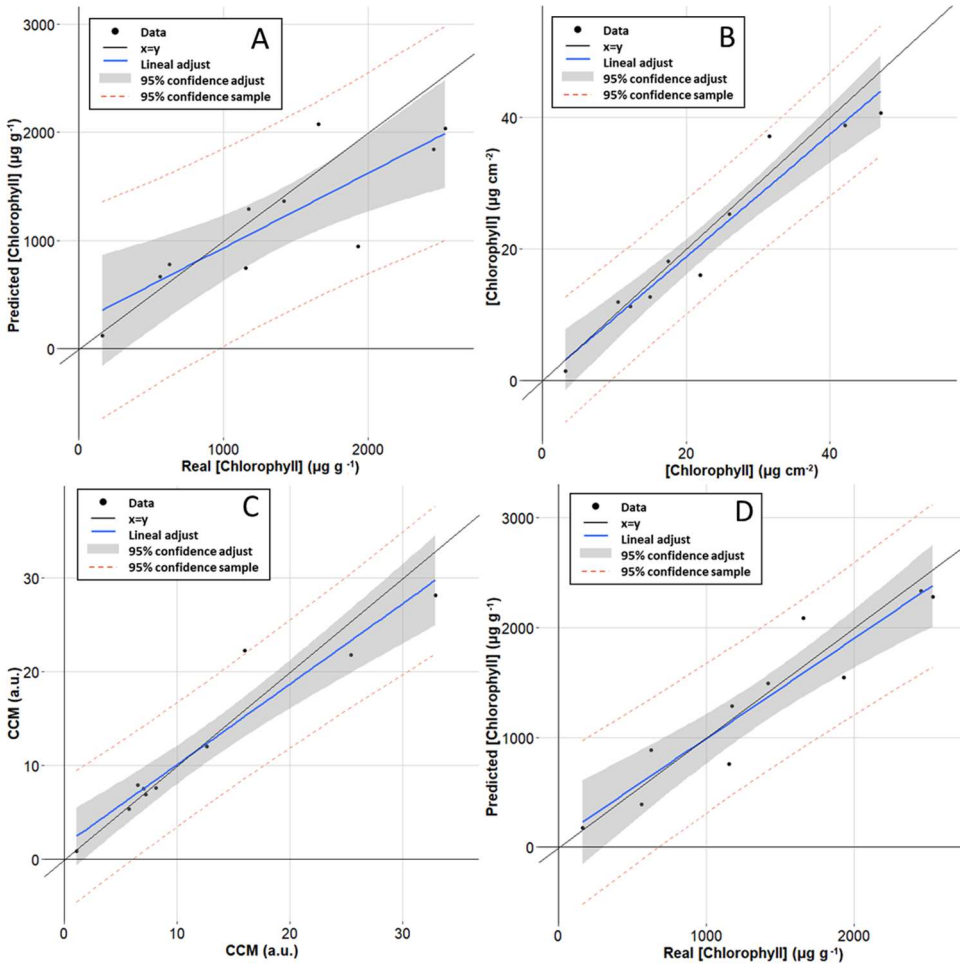 A
Data
x=y
Lineal adjust
95% confidence adjust
95% confidence sample
3000
2000
1000
0
Predicted [Chlorophyll] (µg g⁻¹)
0 1000 2000
Real [Chlorophyll] (µg g⁻¹)
B
Data
x=y
Lineal adjust
95% confidence adjust
95% confidence sample
40
20
0
[Chlorophyll] (µg cm⁻²)
0 20 40
[Chlorophyll] (µg cm⁻²)
C
Data
x=y
Lineal adjust
95% confidence adjust
95% confidence sample
30
20
10
0
CCM (a.u.)
0 10 20 30
CCM (a.u.)
D
Data
x=y
Lineal adjust
95% confidence adjust
95% confidence sample
3000
2000
1000
0
Predicted [Chlorophyll] (µg g⁻¹)
0 1000 2000
Real [Chlorophyll] (µg g⁻¹)